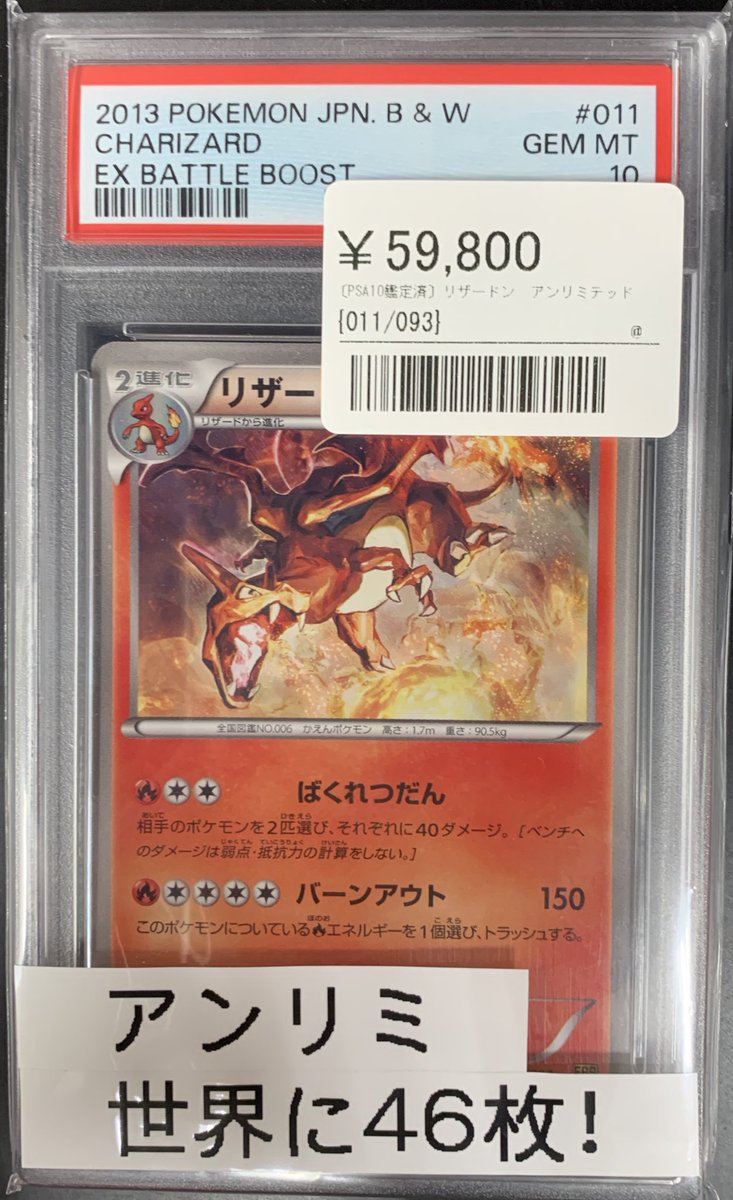 2013 POKEMON JPN. B & W #011
CHARIZARD GEM MT
EX BATTLE BOOST 10
¥59,800
〔PSA10鑑定済〕リザードン　アンリミテッド
{011/093}
@
2進化
リザー
リザードから進化
全国図鑑NO.006 かえんポケモン 高さ:1.7m 重さ:90.5kg
ばくれつだん
相手のポケモンを2匹選び、それぞれに40ダメージ。[ベンチへ
のダメージは弱点・抵抗力の計算をしない。]
バーンアウト 150
このポケモンについているエネルギーを1個選び、トラッシュする。
アンリミ
世界に46枚!